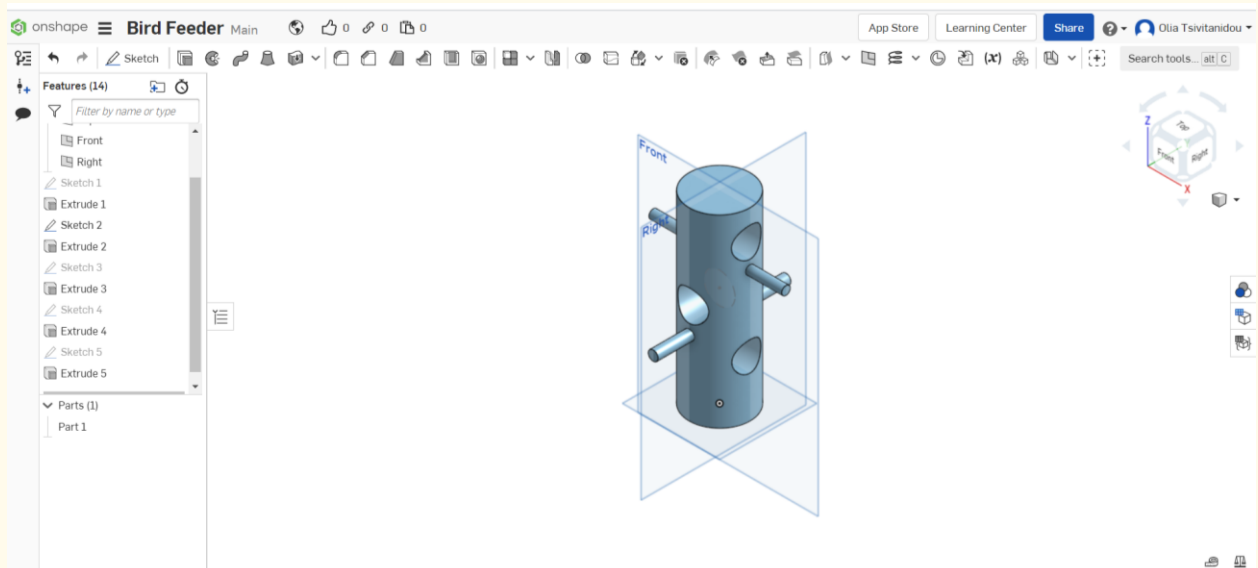 onshape Bird Feeder Main 0 0 0 App Store Learning Center Share Olia Tsivitanidou
Sketch (x) Search tools... alt C
Features (14)
Filter by name or type
Front
Right
Sketch 1
Extrude 1
Sketch 2
Extrude 2
Sketch 3
Extrude 3
Sketch 4
Extrude 4
Sketch 5
Extrude 5
Parts (1)
Part 1
Front
Right
Z
Top
Front
Right
X